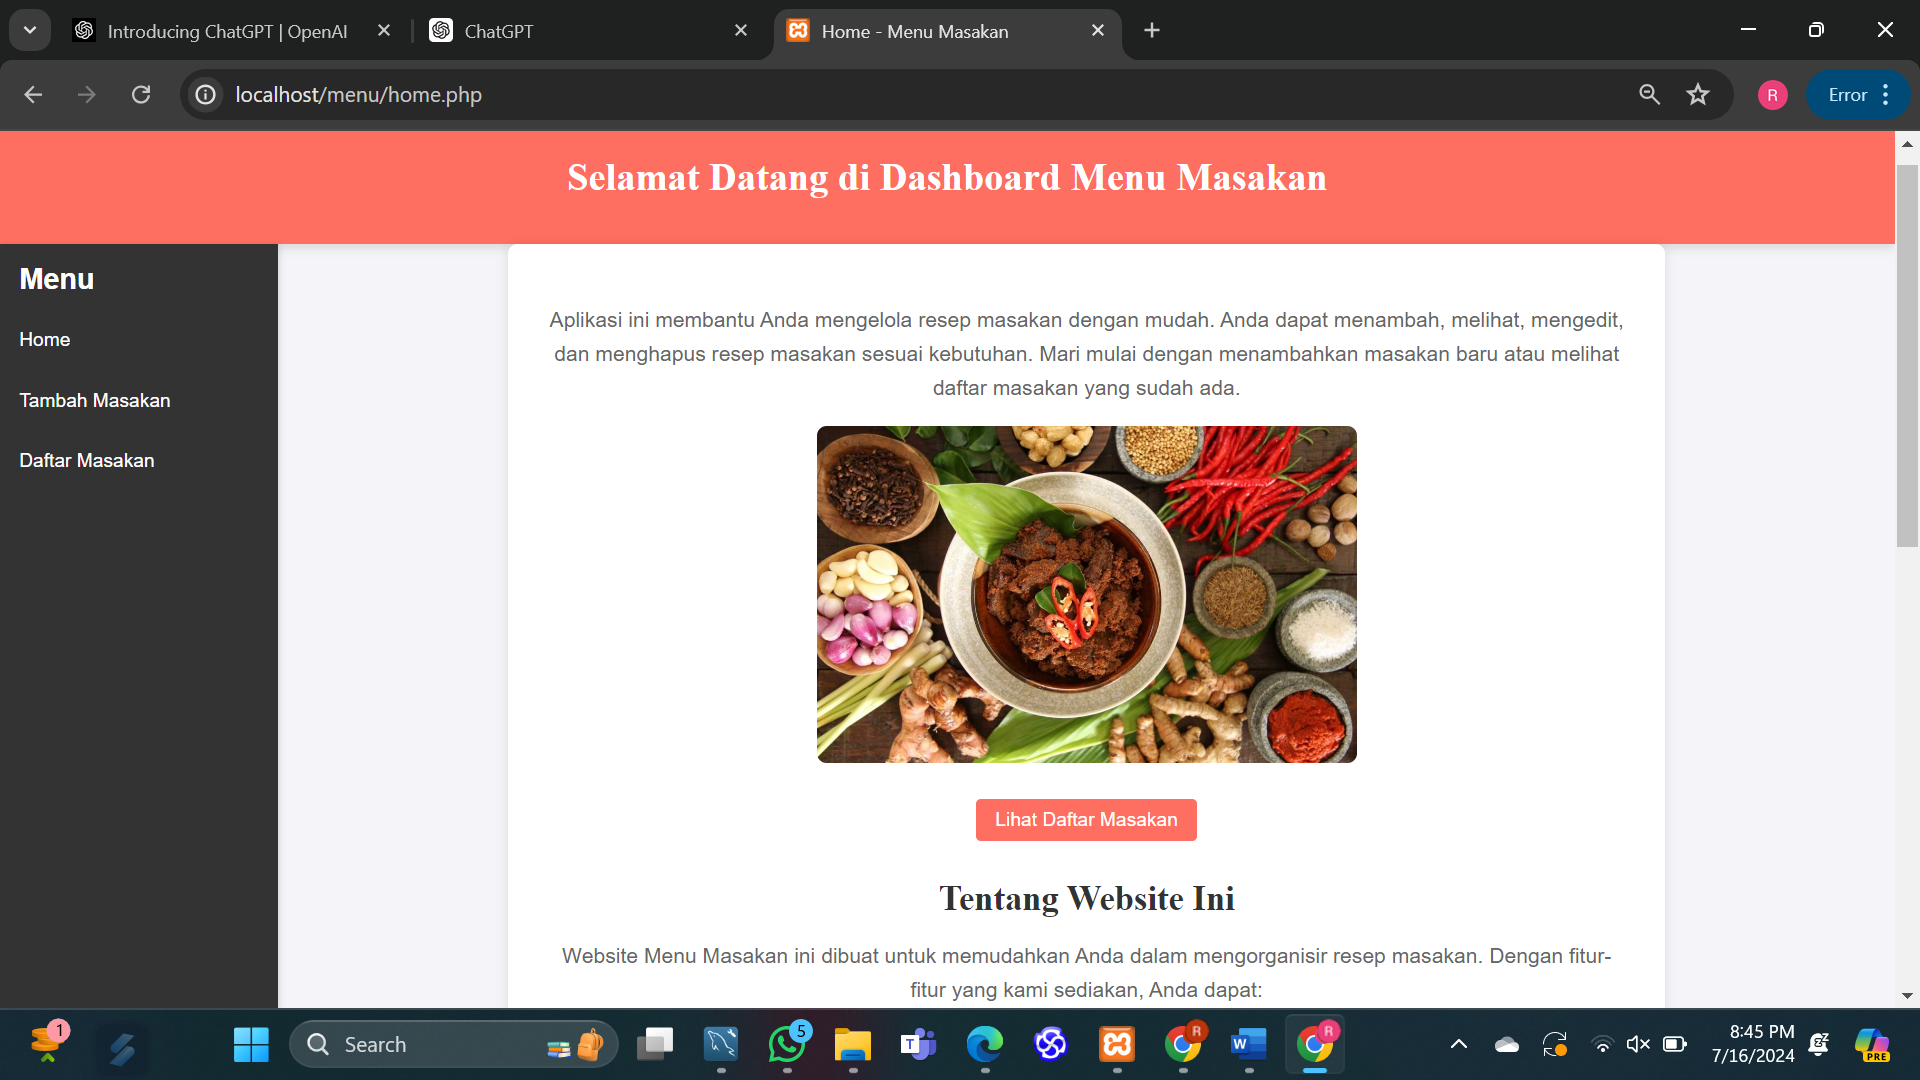 Introducing ChatGPT | OpenAI
ChatGPT
Home - Menu Masakan
localhost/menu/home.php
R
Error
Selamat Datang di Dashboard Menu Masakan
Menu
Home
Tambah Masakan
Daftar Masakan
Aplikasi ini membantu Anda mengelola resep masakan dengan mudah. Anda dapat menambah, melihat, mengedit,
dan menghapus resep masakan sesuai kebutuhan. Mari mulai dengan menambahkan masakan baru atau melihat
daftar masakan yang sudah ada.
Lihat Daftar Masakan
Tentang Website Ini
Website Menu Masakan ini dibuat untuk memudahkan Anda dalam mengorganisir resep masakan. Dengan fitur-
fitur yang kami sediakan, Anda dapat:
1
Search
5
T
R
W
R
8:45 PM
7/16/2024
PRE